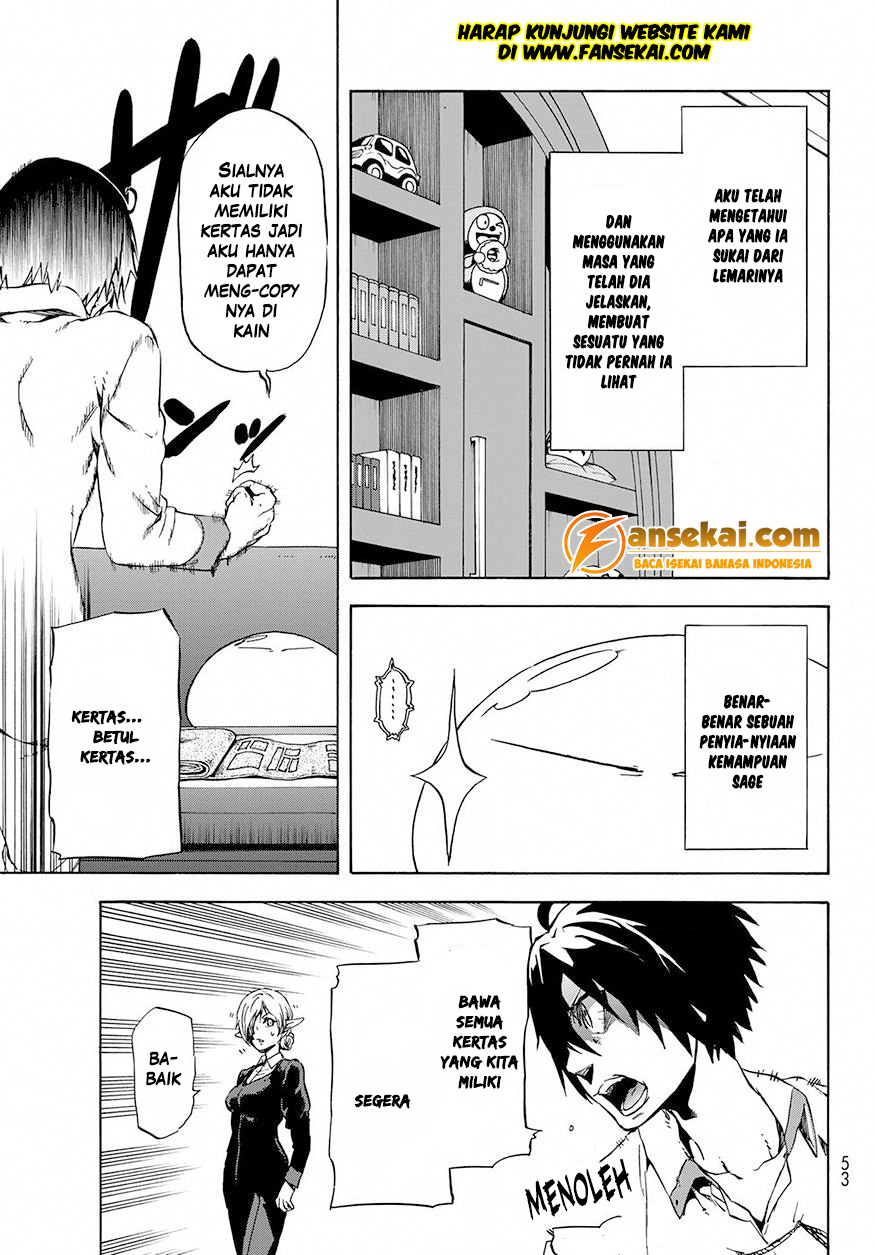 HARAP KUNJUNGI WEBSITE KAMI
DI WWW.FANSEKAI.COM
AKU TELAH
MENGETAHUI
APA YANG IA
SUKAI DARI
LEMARINYA
DAN
MENGGUNAKAN
MASA YANG
TELAH DIA
JELASKAN,
MEMBUAT
SESUATU YANG
TIDAK PERNAH IA
LIHAT
Fansekai.com
BACA ISEKAI BAHASA INDONESIA
BENAR-
BENAR SEBUAH
PENYIA-NYIAAN
KEMAMPUAN
SAGE
SIALNYA
AKU TIDAK
MEMILIKI
KERTAS JADI
AKU HANYA
DAPAT
MENG-COPY
NYA DI
KAIN
KERTAS...
BETUL
KERTAS...
BAWA
SEMUA
KERTAS
YANG KITA
MILIKI
SEGERA
MENOLEH
BA-
BAIK
53